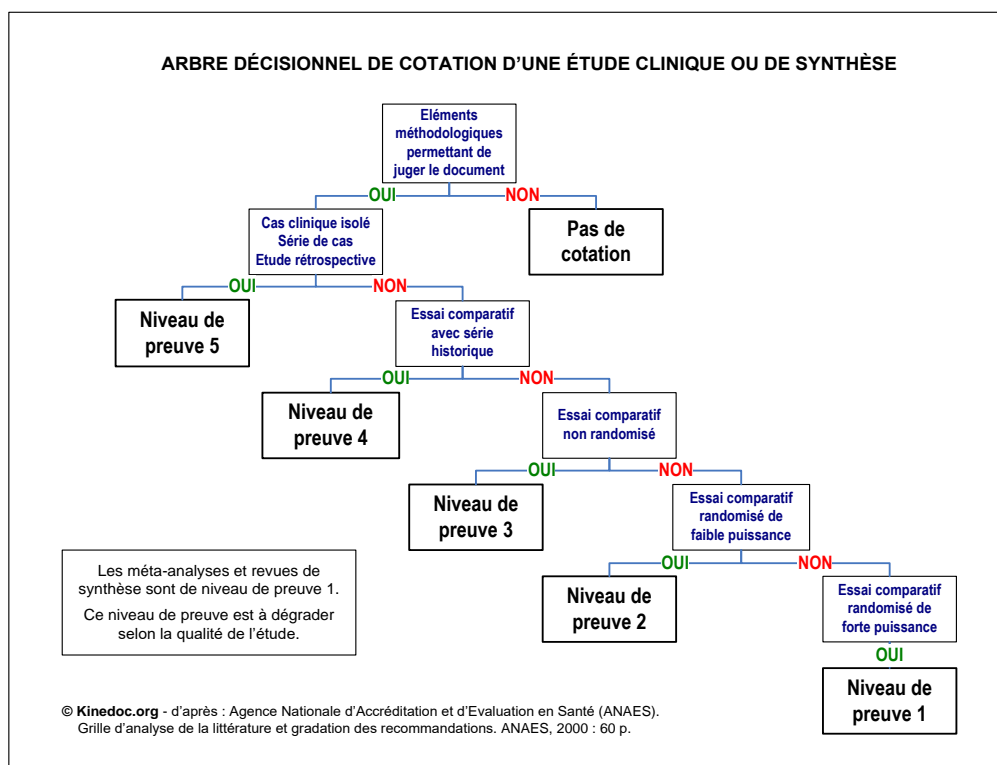 ARBRE DÉCISIONNEL DE COTATION D'UNE ÉTUDE CLINIQUE OU DE SYNTHÈSE
Eléments
méthodologiques
permettant de
juger le document
OUI
NON
Cas clinique isolé
Série de cas
Etude rétrospective
Pas de
cotation
OUI
NON
Niveau de
preuve 5
Essai comparatif
avec série
historique
OUI
NON
Niveau de
preuve 4
Essai comparatif
non randomisé
OUI
NON
Niveau de
preuve 3
Essai comparatif
randomisé de
faible puissance
OUI
NON
Niveau de
preuve 2
Essai comparatif
randomisé de
forte puissance
OUI
Niveau de
preuve 1
Les méta-analyses et revues de
synthèse sont de niveau de preuve 1.
Ce niveau de preuve est à dégrader
selon la qualité de l'étude.
© Kinedoc.org - d'après : Agence Nationale d'Accréditation et d'Evaluation en Santé (ANAES).
Grille d'analyse de la littérature et gradation des recommandations. ANAES, 2000 : 60 p.